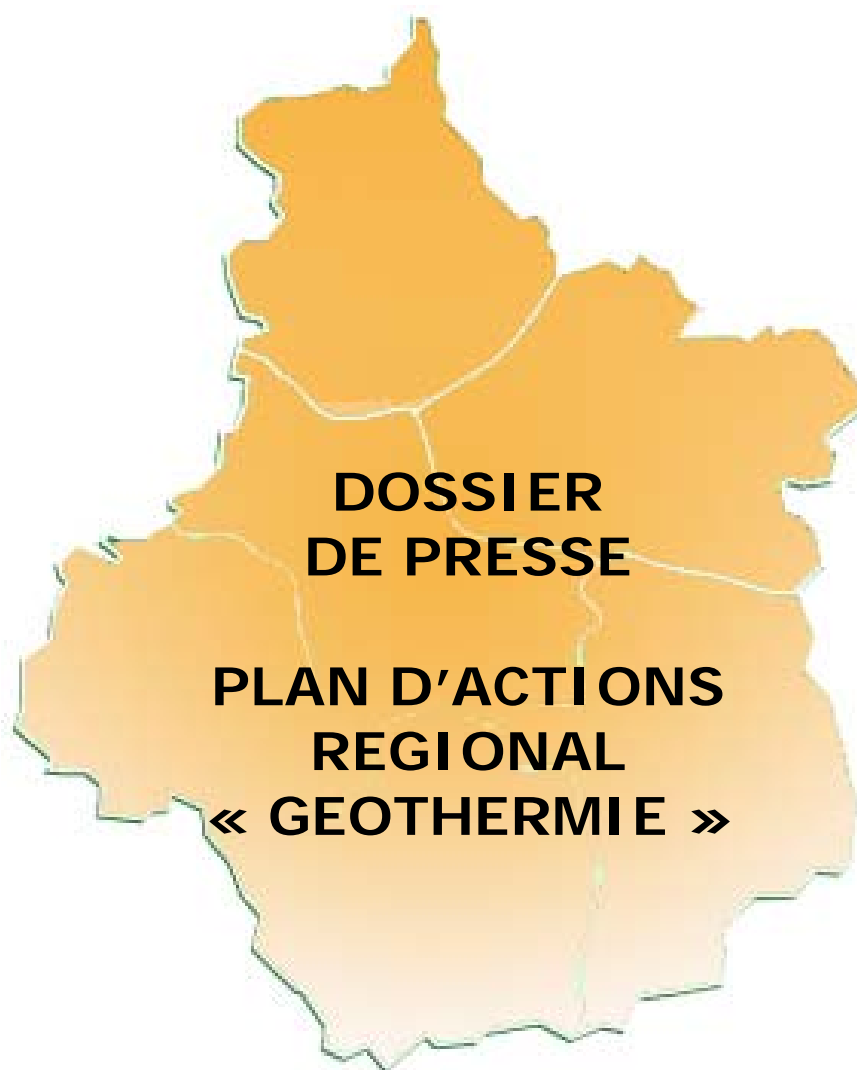 DOSSIER
DE PRESSE
PLAN D’ACTIONS
REGIONAL
« GEOTHERMIE »